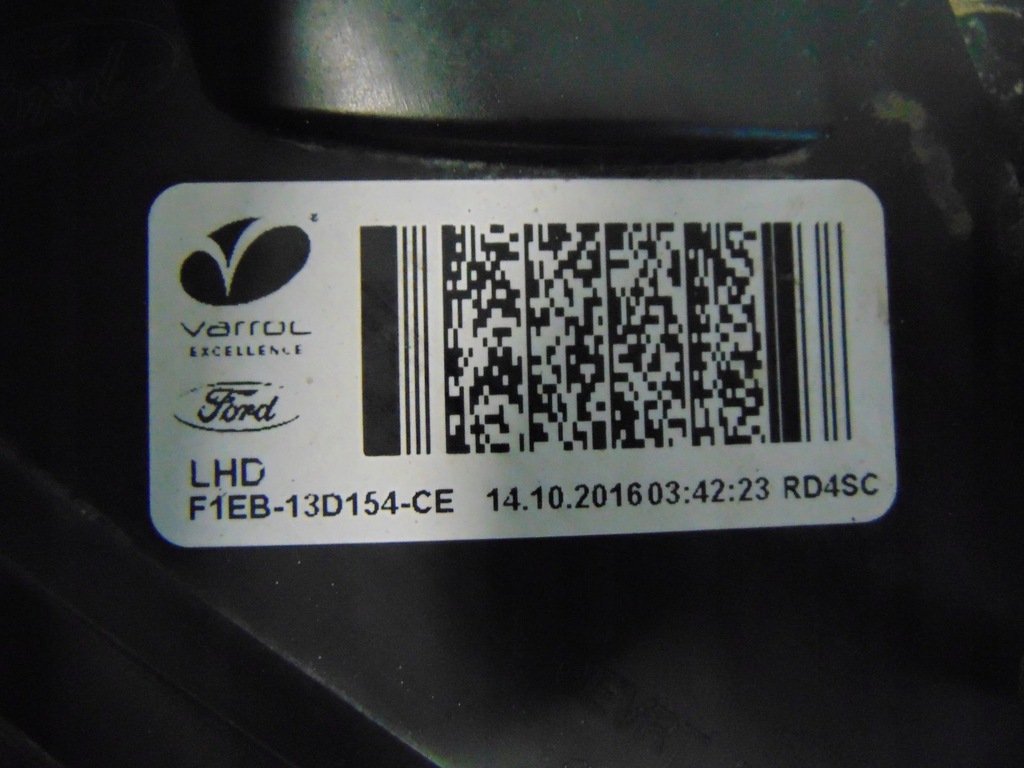 varroc
EXCELLENCE
Ford
LHD
F1EB-13D154-CE 14.10.2016 03:42:23 RD4SC